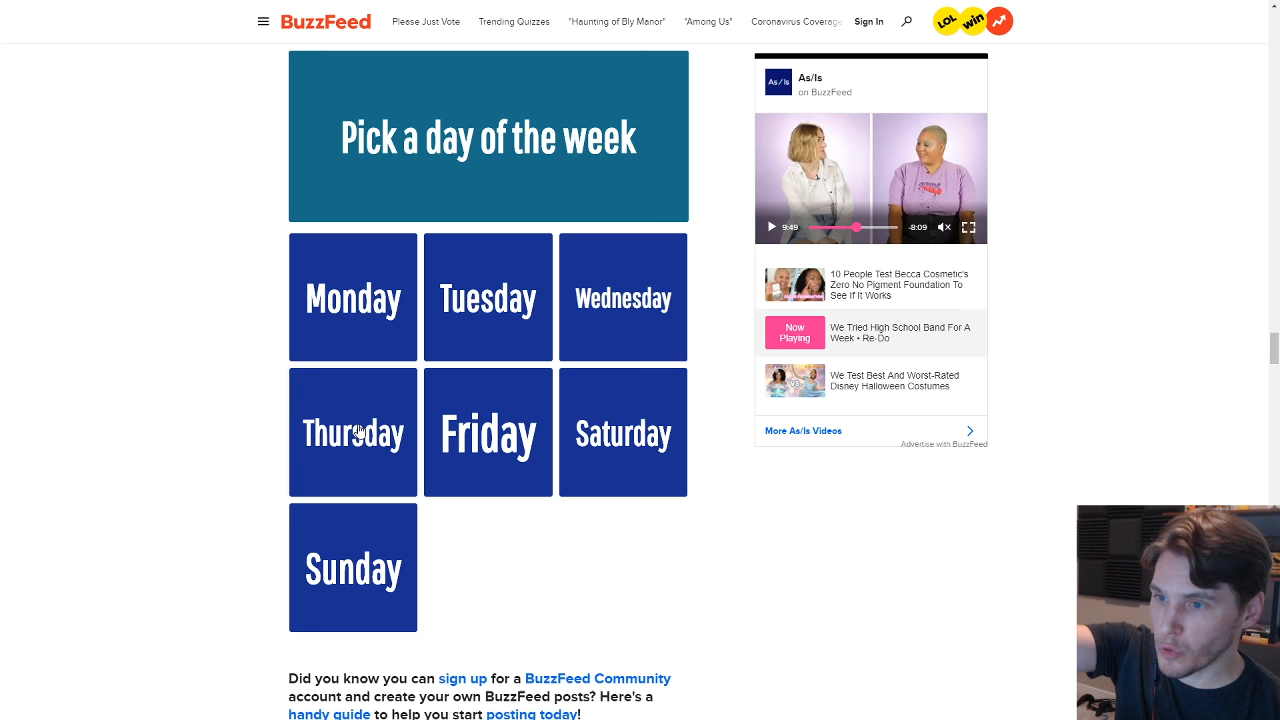 BuzzFeed
Please Just Vote
Trending Quizzes
"Haunting of Bly Manor"
"Among Us"
Coronavirus Coverage
Sign In
LOL
win
Pick a day of the week
Monday
Tuesday
Wednesday
Thursday
Friday
Saturday
Sunday
Did you know you can sign up for a BuzzFeed Community
account and create your own BuzzFeed posts? Here's a
handy guide to help you start posting today!
As/Is
As/Is
on BuzzFeed
9:49
-8:09
10 People Test Becca Cosmetic's
Zero No Pigment Foundation To
See If It Works
Now
Playing
We Tried High School Band For A
Week • Re-Do
VS.
We Test Best And Worst-Rated
Disney Halloween Costumes
More As/Is Videos
Advertise with BuzzFeed